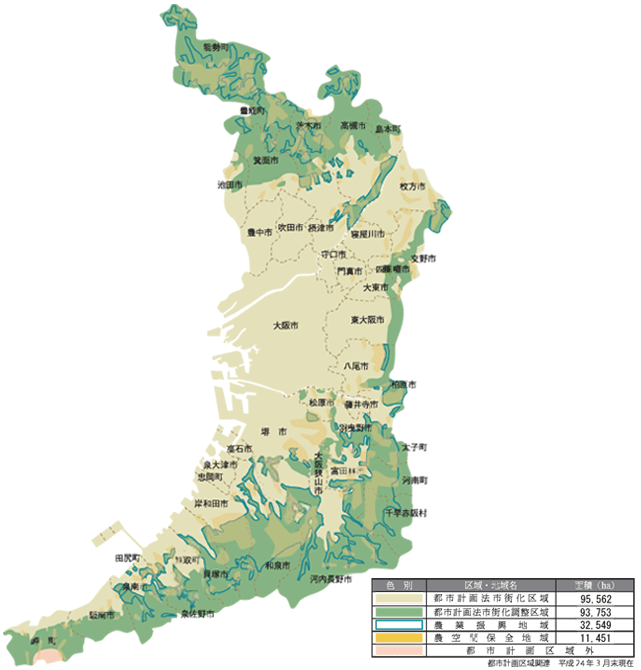 能勢町
豊能町
茨木市
高槻市
島本町
箕面市
池田市
枚方市
豊中市
吹田市
摂津市
寝屋川市
守口市
交野市
門真市
大東市
大阪市
東大阪市
八尾市
柏原市
松原市
藤井寺市
羽曳野市
堺 市
高石市
大阪狭山市
太子町
泉大津市
忠岡町
富田林
河南町
岸和田市
千早赤阪村
田尻町
和泉市
貝塚市
河内長野市
泉南市
阪南市
泉佐野市
岬 町
色 別 区域・地域名 面積（ha）
都市計画法市街化区域 95,562
都市計画法市街化調整区域 93,753
農業振興地域 32,549
農空間保全地域 11,451
都市計画区域外
都市計画区域関連 平成24年3月末現在